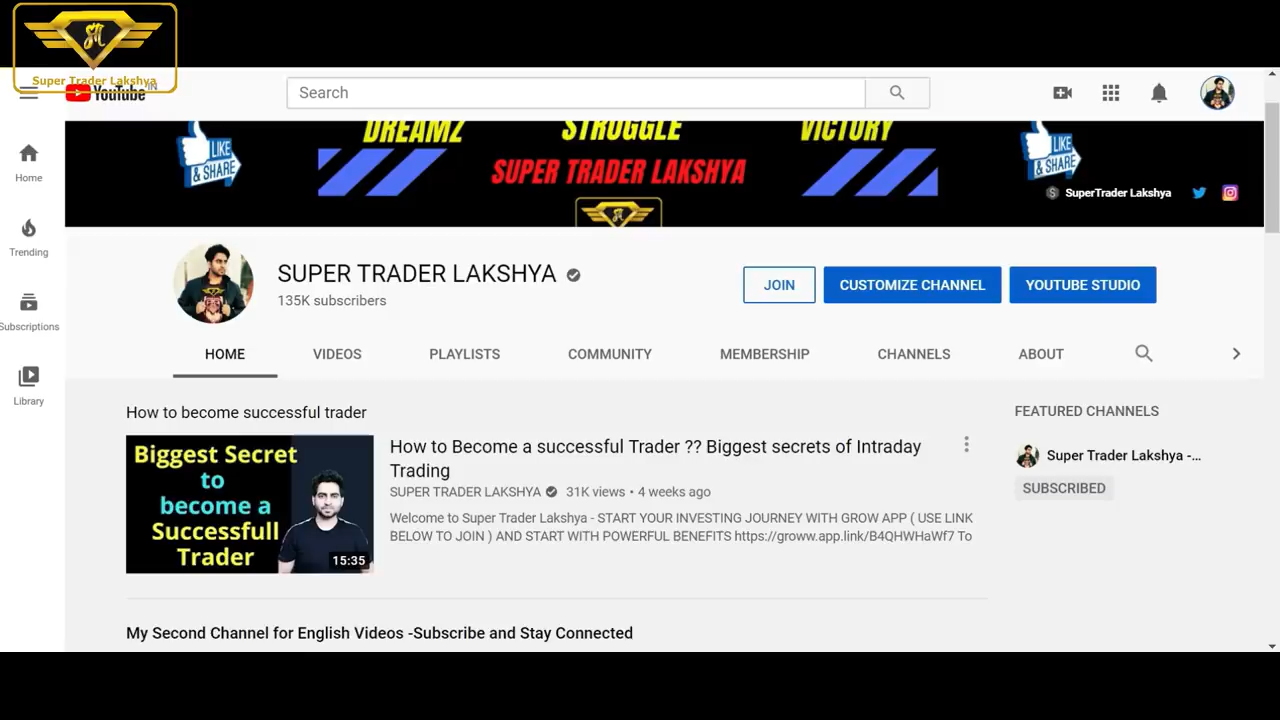 Super Trader Lakshya
YouTube IN
Search
DREAMZ STRUGGLE VICTORY
LIKE & SHARE
LIKE & SHARE
SUPER TRADER LAKSHYA
SuperTrader Lakshya
Home
Trending
Subscriptions
Library
SUPER TRADER LAKSHYA
135K subscribers
JOIN
CUSTOMIZE CHANNEL
YOUTUBE STUDIO
HOME VIDEOS PLAYLISTS COMMUNITY MEMBERSHIP CHANNELS ABOUT
How to become successful trader
Biggest Secret
to
become a
Successfull
Trader
15:35
How to Become a successful Trader ?? Biggest secrets of Intraday
Trading
SUPER TRADER LAKSHYA 31K views • 4 weeks ago
Welcome to Super Trader Lakshya - START YOUR INVESTING JOURNEY WITH GROW APP ( USE LINK
BELOW TO JOIN ) AND START WITH POWERFUL BENEFITS https://groww.app.link/B4QHWHaWf7 To
FEATURED CHANNELS
Super Trader Lakshya -...
SUBSCRIBED
My Second Channel for English Videos -Subscribe and Stay Connected